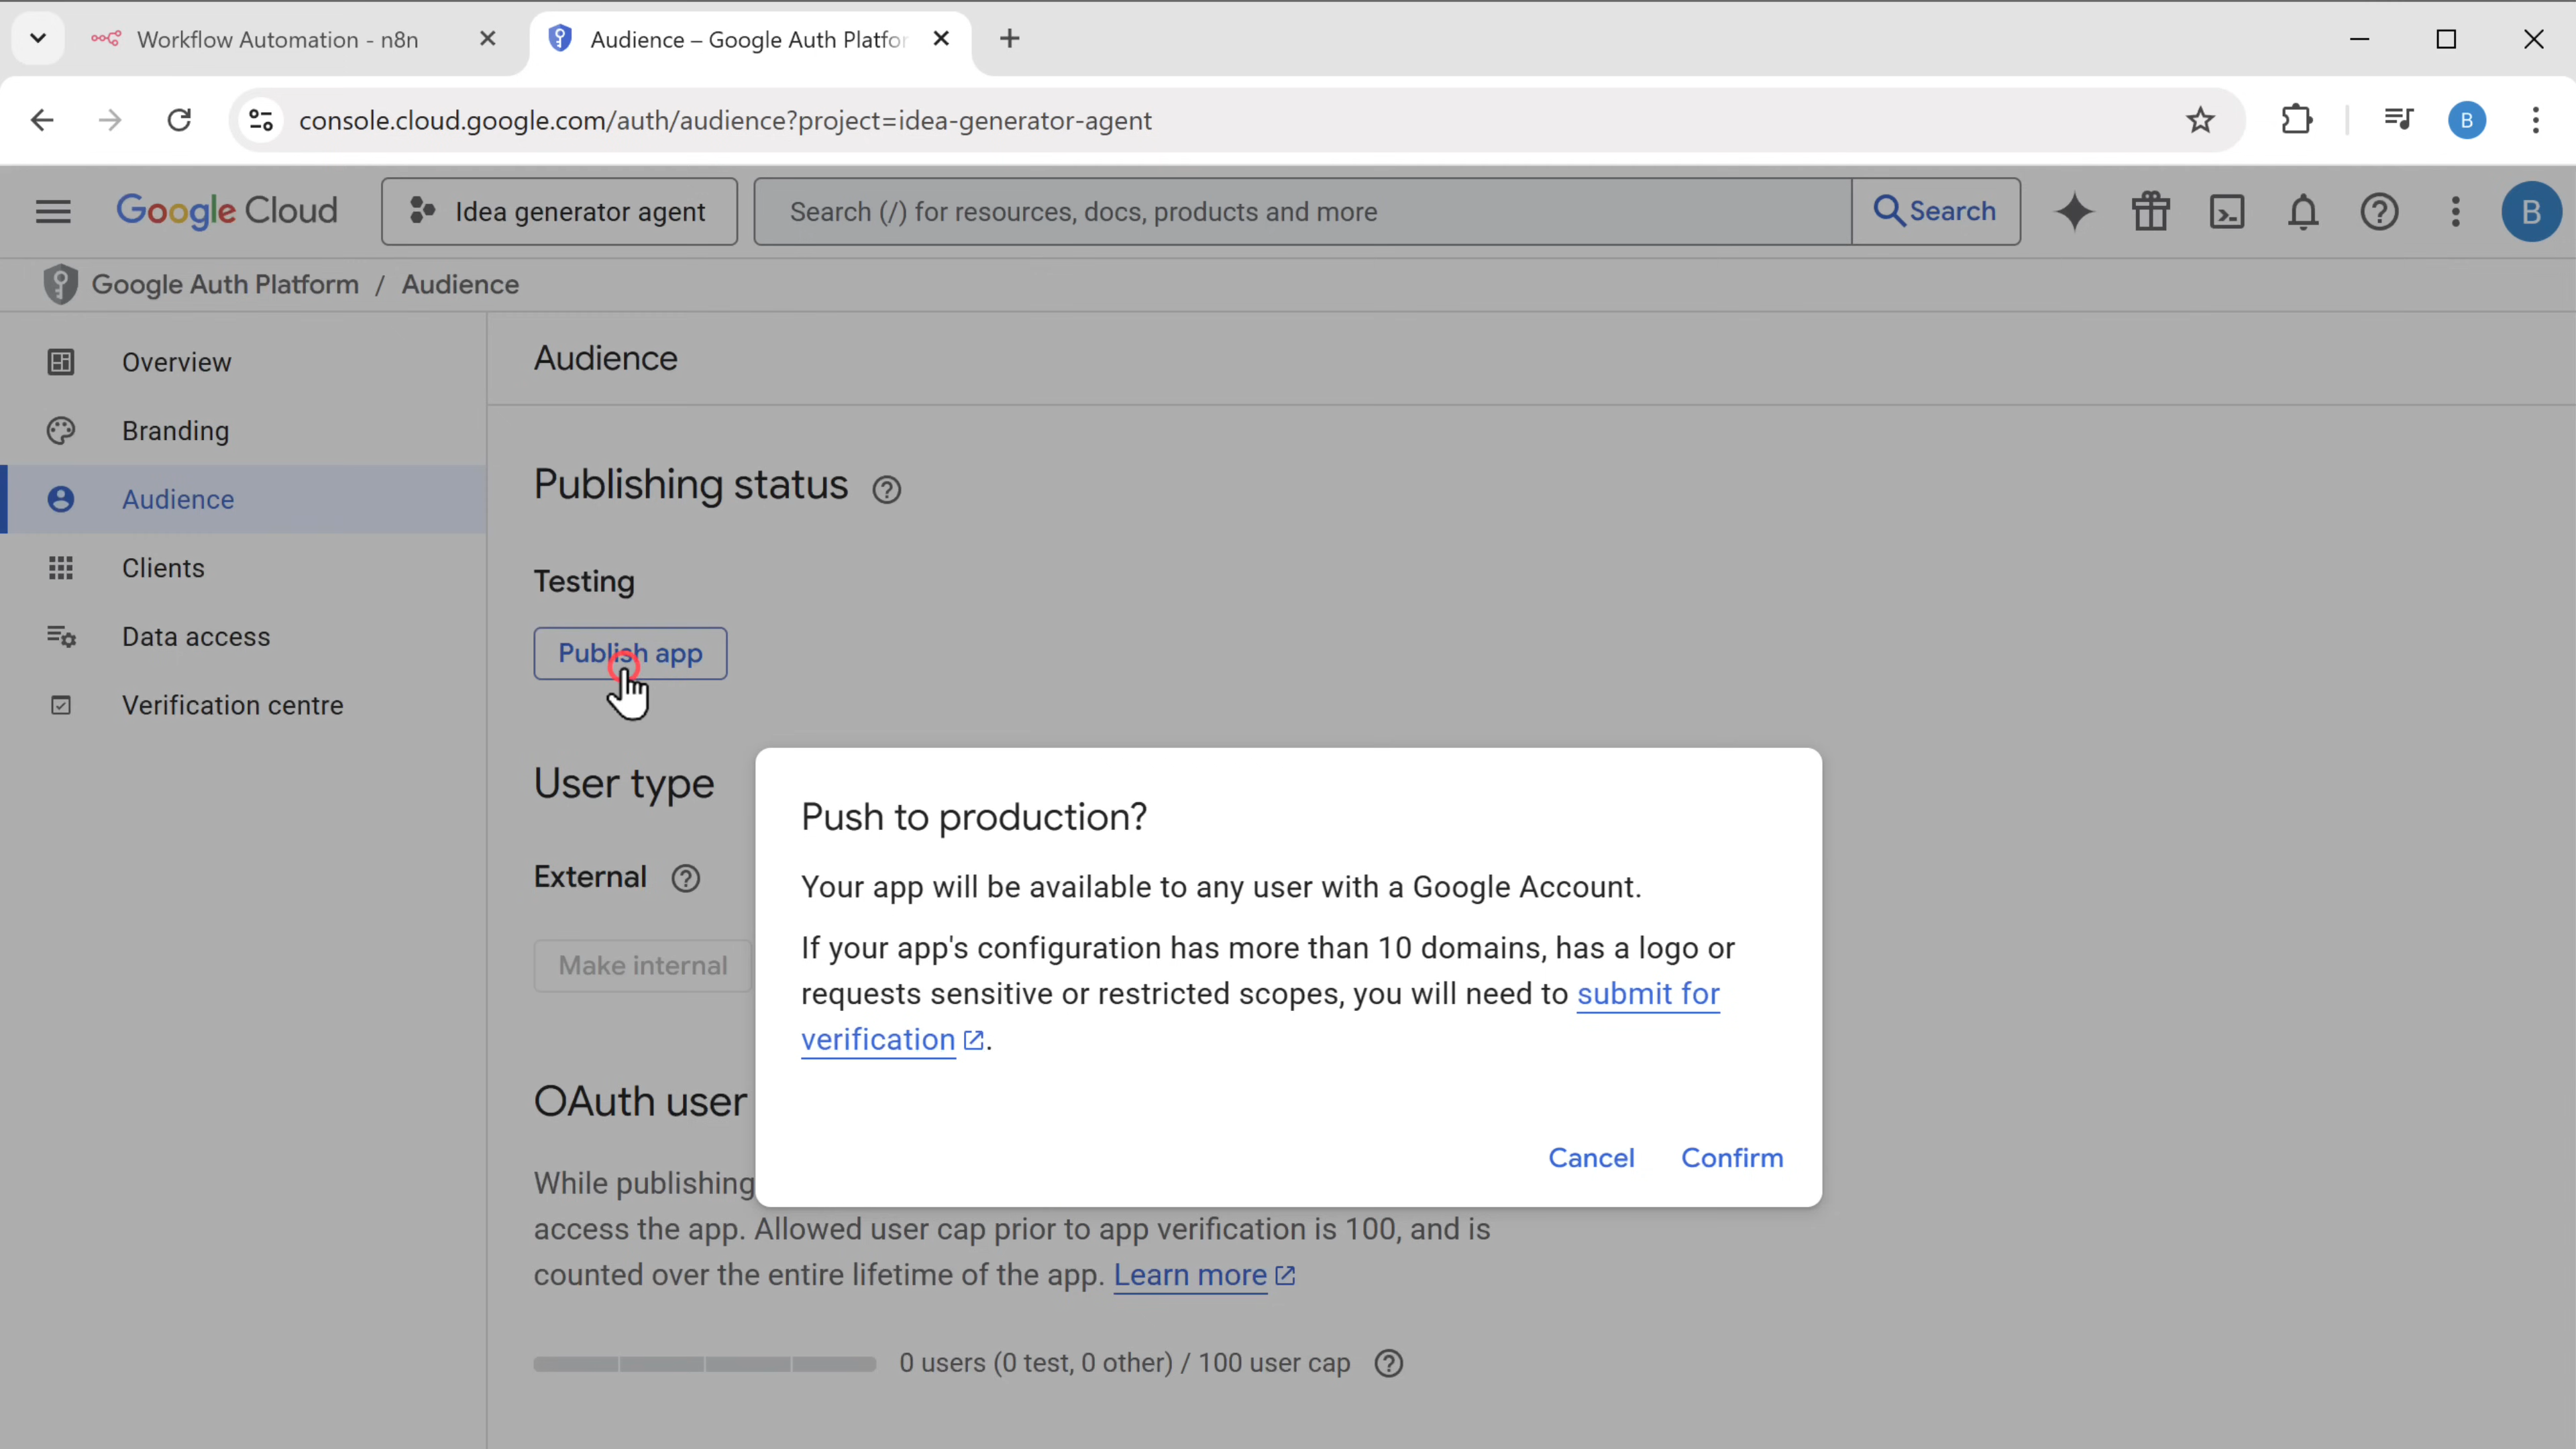 Workflow Automation - n8n
Audience – Google Auth Platfor
console.cloud.google.com/auth/audience?project=idea-generator-agent
B
Google Cloud
Idea generator agent
Search (/) for resources, docs, products and more
Search
B
Google Auth Platform / Audience
Overview
Branding
Audience
Clients
Data access
Verification centre
Audience
Publishing status
Testing
Publish app
User type
External
Make internal
OAuth user
While publishing
access the app. Allowed user cap prior to app verification is 100, and is
counted over the entire lifetime of the app. Learn more
0 users (0 test, 0 other) / 100 user cap
Push to production?
Your app will be available to any user with a Google Account.
If your app's configuration has more than 10 domains, has a logo or
requests sensitive or restricted scopes, you will need to submit for
verification.
Cancel
Confirm